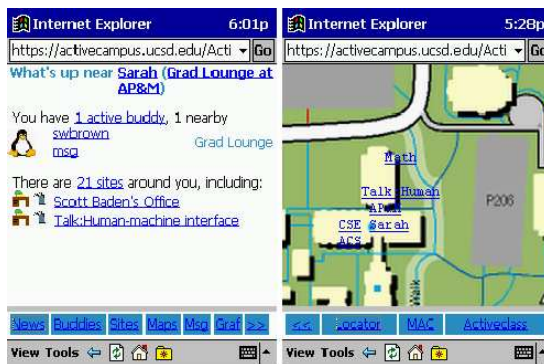 Internet Explorer 6:01p
https://activecampus.ucsd.edu/Acti Go
What's up near Sarah (Grad Lounge at
AP&M)
You have 1 active buddy, 1 nearby
swbrown Grad Lounge
msg
There are 21 sites around you, including:
Scott Baden's Office
Talk:Human-machine interface
News Buddies Sites Maps Msg Graf >>
View Tools
Internet Explorer 5:28p
https://activecampus.ucsd.edu/Acti Go
Math
Talk Human
AP&M
CSE Sarah
ACS
P206
Walk
<< Locator MAC Activeclass
View Tools